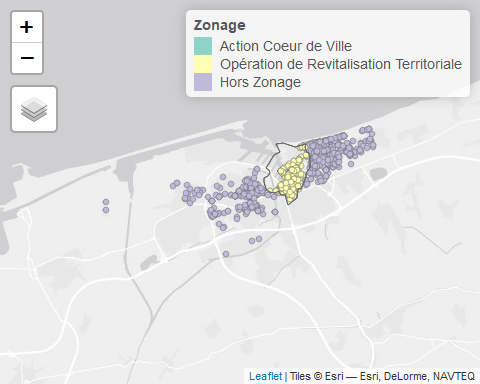 +
−
Zonage
Action Coeur de Ville
Opération de Revitalisation Territoriale
Hors Zonage
Leaflet | Tiles © Esri — Esri, DeLorme, NAVTEQ